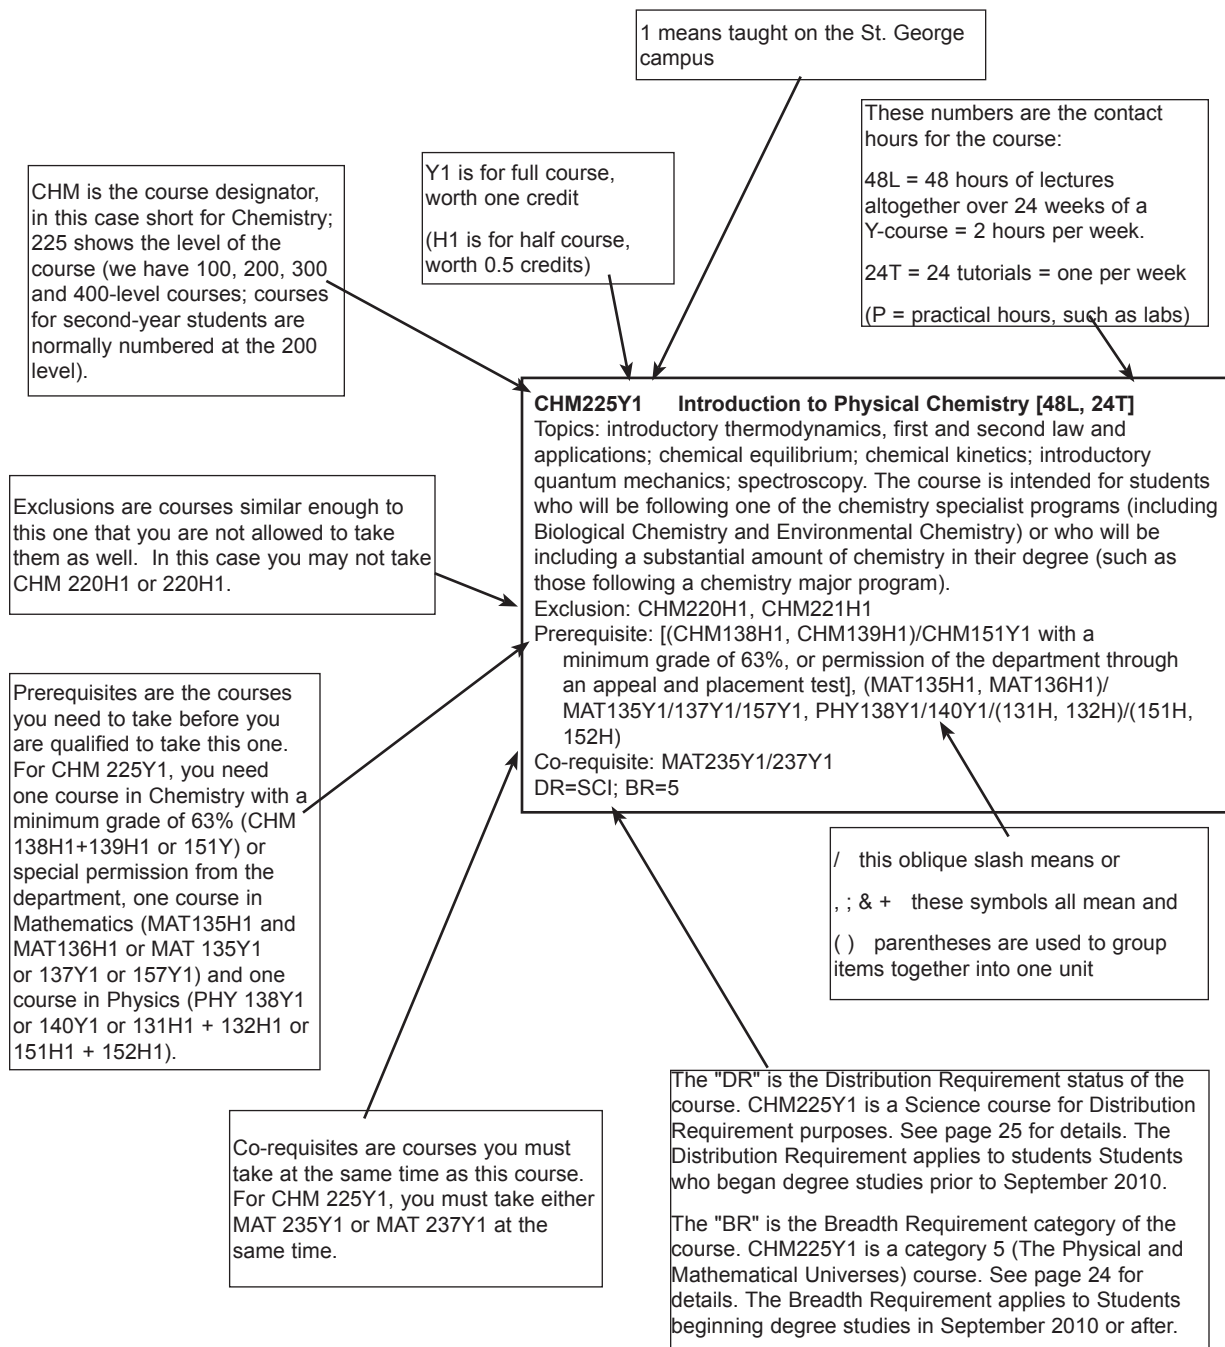 1 means taught on the St. George
campus
These numbers are the contact
hours for the course:
48L = 48 hours of lectures
altogether over 24 weeks of a
Y-course = 2 hours per week.
24T = 24 tutorials = one per week
(P = practical hours, such as labs)
Y1 is for full course,
worth one credit
(H1 is for half course,
worth 0.5 credits)
CHM is the course designator,
in this case short for Chemistry;
225 shows the level of the
course (we have 100, 200, 300
and 400-level courses; courses
for second-year students are
normally numbered at the 200
level).
CHM225Y1 Introduction to Physical Chemistry [48L, 24T]
Topics: introductory thermodynamics, first and second law and
applications; chemical equilibrium; chemical kinetics; introductory
quantum mechanics; spectroscopy. The course is intended for students
who will be following one of the chemistry specialist programs (including
Biological Chemistry and Environmental Chemistry) or who will be
including a substantial amount of chemistry in their degree (such as
those following a chemistry major program).
Exclusion: CHM220H1, CHM221H1
Prerequisite: [(CHM138H1, CHM139H1)/CHM151Y1 with a
minimum grade of 63%, or permission of the department through
an appeal and placement test], (MAT135H1, MAT136H1)/
MAT135Y1/137Y1/157Y1, PHY138Y1/140Y1/(131H, 132H)/(151H,
152H)
Co-requisite: MAT235Y1/237Y1
DR=SCI; BR=5
Exclusions are courses similar enough to
this one that you are not allowed to take
them as well. In this case you may not take
CHM 220H1 or 220H1.
Prerequisites are the courses
you need to take before you
are qualified to take this one.
For CHM 225Y1, you need
one course in Chemistry with a
minimum grade of 63% (CHM
138H1+139H1 or 151Y) or
special permission from the
department, one course in
Mathematics (MAT135H1 and
MAT136H1 or MAT 135Y1
or 137Y1 or 157Y1) and one
course in Physics (PHY 138Y1
or 140Y1 or 131H1 + 132H1 or
151H1 + 152H1).
/ this oblique slash means or
, ; & + these symbols all mean and
( ) parentheses are used to group
items together into one unit
Co-requisites are courses you must
take at the same time as this course.
For CHM 225Y1, you must take either
MAT 235Y1 or MAT 237Y1 at the
same time.
The "DR" is the Distribution Requirement status of the
course. CHM225Y1 is a Science course for Distribution
Requirement purposes. See page 25 for details. The
Distribution Requirement applies to students Students
who began degree studies prior to September 2010.
The "BR" is the Breadth Requirement category of the
course. CHM225Y1 is a category 5 (The Physical and
Mathematical Universes) course. See page 24 for
details. The Breadth Requirement applies to Students
beginning degree studies in September 2010 or after.